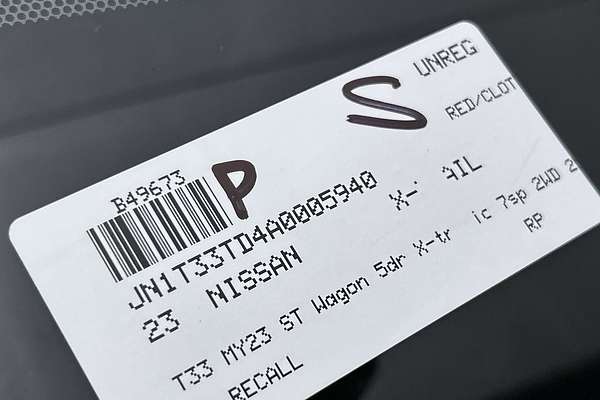 UNREG
S
RED/CLOT
B49673
P
JN1T33TD4A0005940
23 NISSAN X- AIL
T33 MY23 ST Wagon 5dr X-tr ic 7sp 2WD 2
RECALL RP